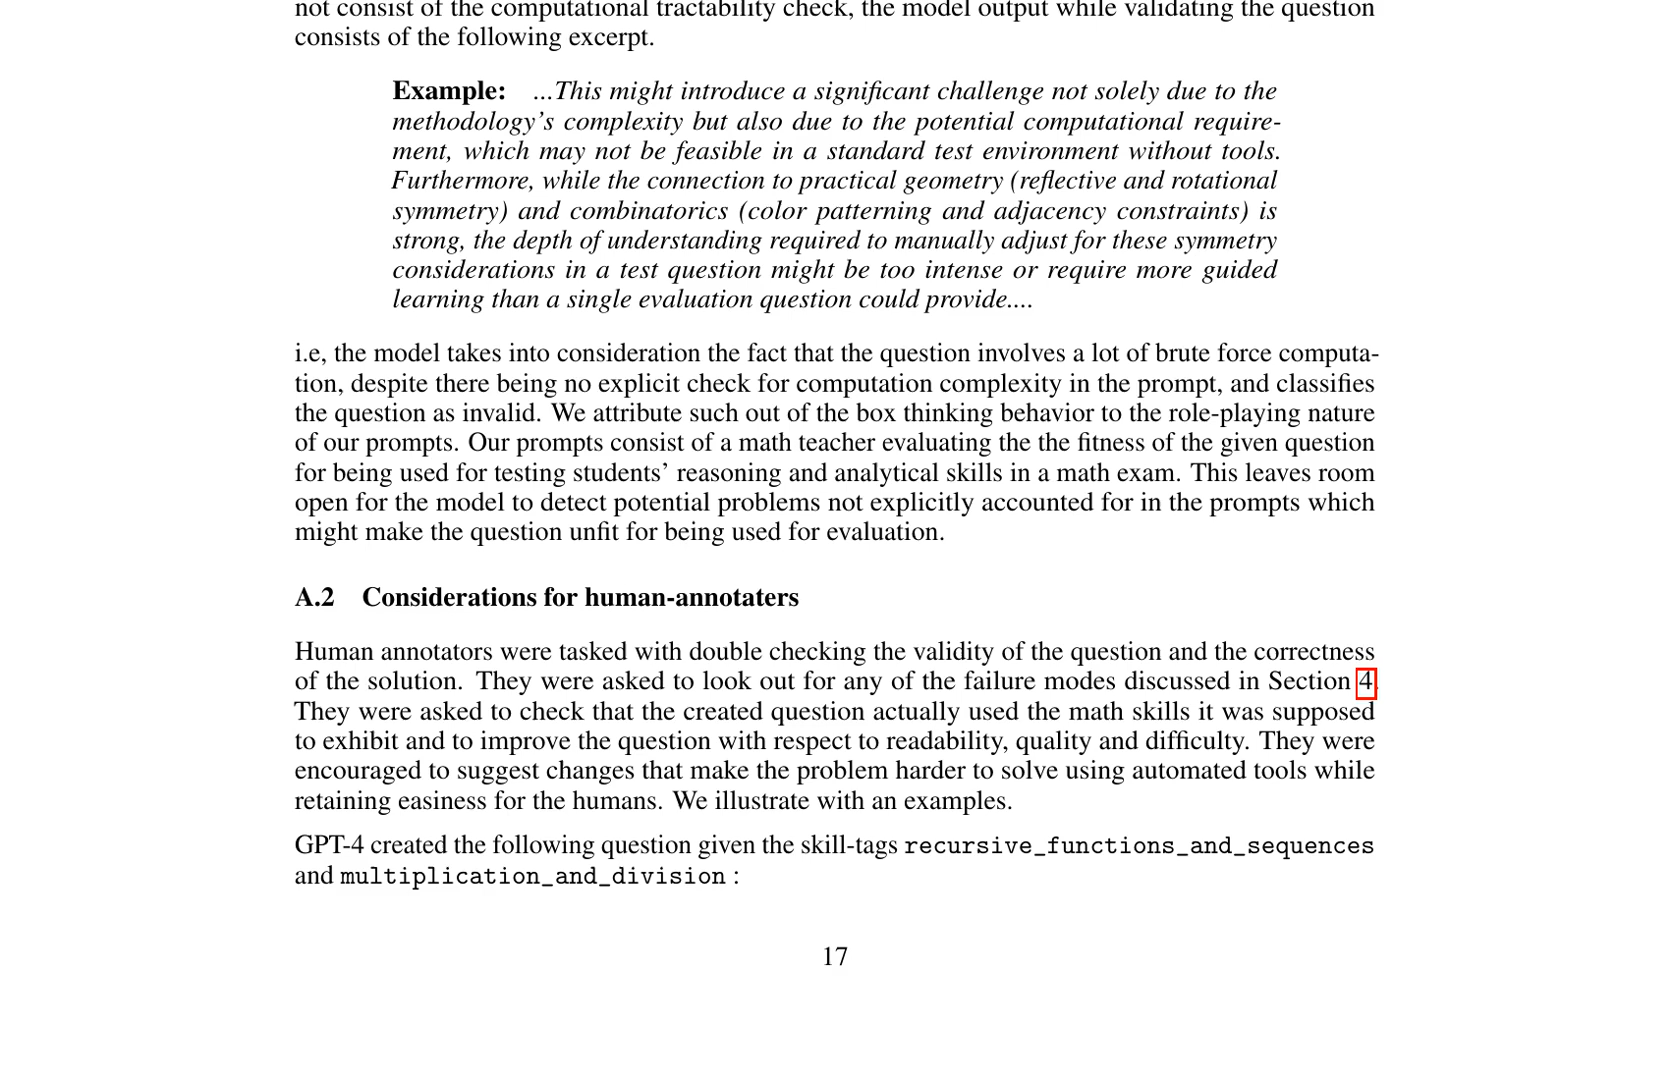 not consist of the computational tractability check, the model output while validating the question
consists of the following excerpt.
Example: ...This might introduce a significant challenge not solely due to the
methodology's complexity but also due to the potential computational require-
ment, which may not be feasible in a standard test environment without tools.
Furthermore, while the connection to practical geometry (reflective and rotational
symmetry) and combinatorics (color patterning and adjacency constraints) is
strong, the depth of understanding required to manually adjust for these symmetry
considerations in a test question might be too intense or require more guided
learning than a single evaluation question could provide....
i.e, the model takes into consideration the fact that the question involves a lot of brute force computa-
tion, despite there being no explicit check for computation complexity in the prompt, and classifies
the question as invalid. We attribute such out of the box thinking behavior to the role-playing nature
of our prompts. Our prompts consist of a math teacher evaluating the the fitness of the given question
for being used for testing students' reasoning and analytical skills in a math exam. This leaves room
open for the model to detect potential problems not explicitly accounted for in the prompts which
might make the question unfit for being used for evaluation.
A.2 Considerations for human-annotaters
Human annotators were tasked with double checking the validity of the question and the correctness
of the solution. They were asked to look out for any of the failure modes discussed in Section 4.
They were asked to check that the created question actually used the math skills it was supposed
to exhibit and to improve the question with respect to readability, quality and difficulty. They were
encouraged to suggest changes that make the problem harder to solve using automated tools while
retaining easiness for the humans. We illustrate with an examples.
GPT-4 created the following question given the skill-tags recursive_functions_and_sequences
and multiplication_and_division :
17